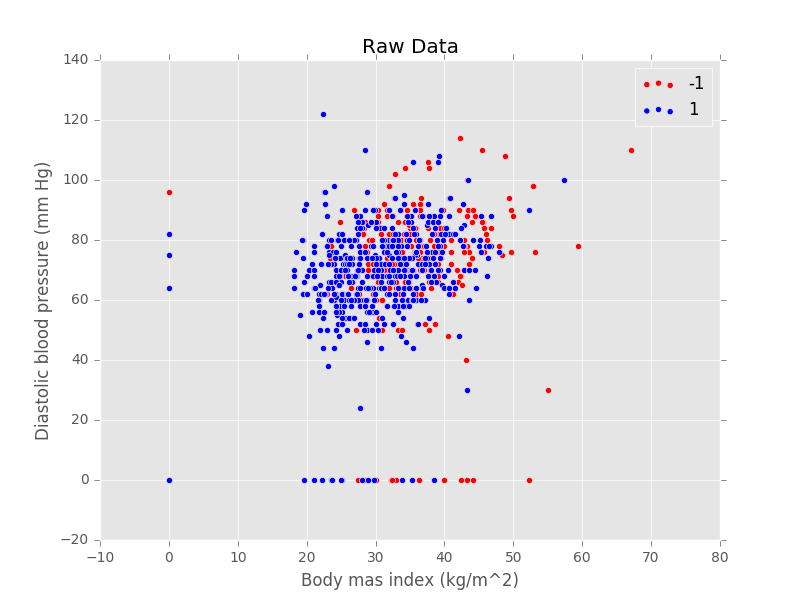 Raw Data
-1
1
140
120
100
80
60
40
20
0
−20
Diastolic blood pressure (mm Hg)
−10 0 10 20 30 40 50 60 70 80
Body mas index (kg/m^2)